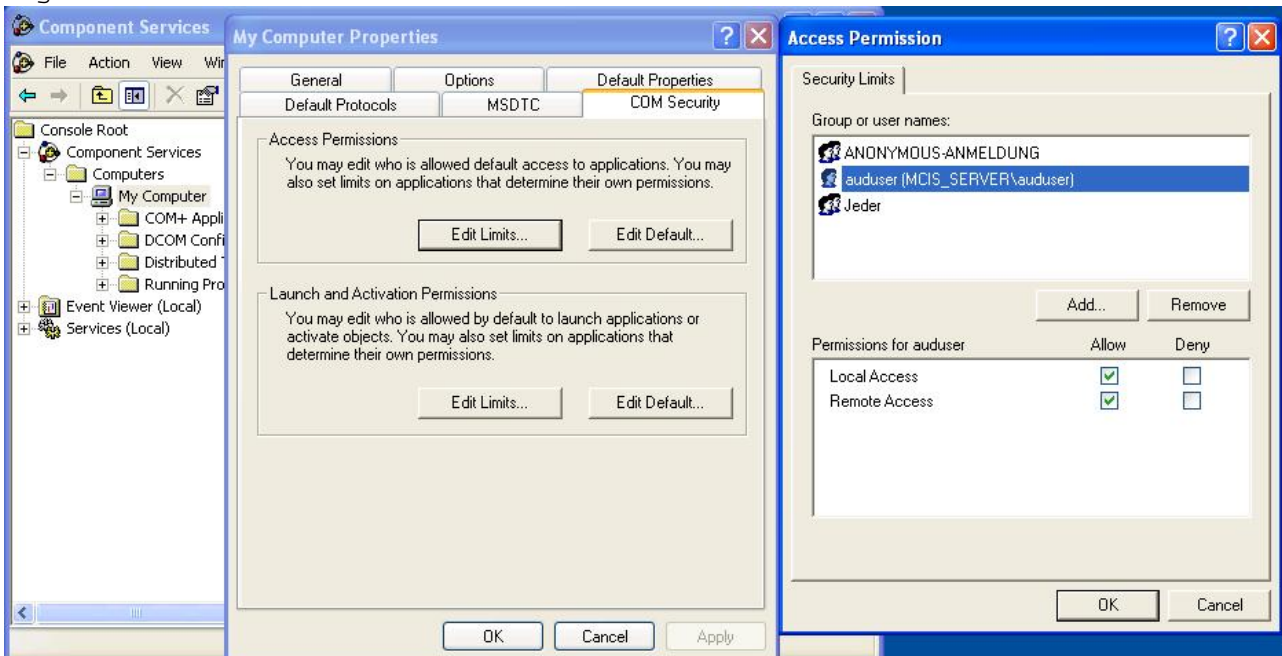 Component Services
File Action View Wir
Console Root
Component Services
Computers
My Computer
COM+ Appli
DCOM Confi
Distributed
Running Pro
Event Viewer (Local)
Services (Local)
My Computer Properties
General Options Default Properties
Default Protocols MSDTC COM Security
Access Permissions
You may edit who is allowed default access to applications. You may
also set limits on applications that determine their own permissions.
Edit Limits... Edit Default...
Launch and Activation Permissions
You may edit who is allowed by default to launch applications or
activate objects. You may also set limits on applications that
determine their own permissions.
Edit Limits... Edit Default...
OK Cancel Apply
Access Permission
Security Limits
Group or user names:
ANONYMOUS-ANMELDUNG
auduser (MCIS_SERVER\auduser)
Jeder
Add... Remove
Permissions for auduser Allow Deny
Local Access
Remote Access
OK Cancel